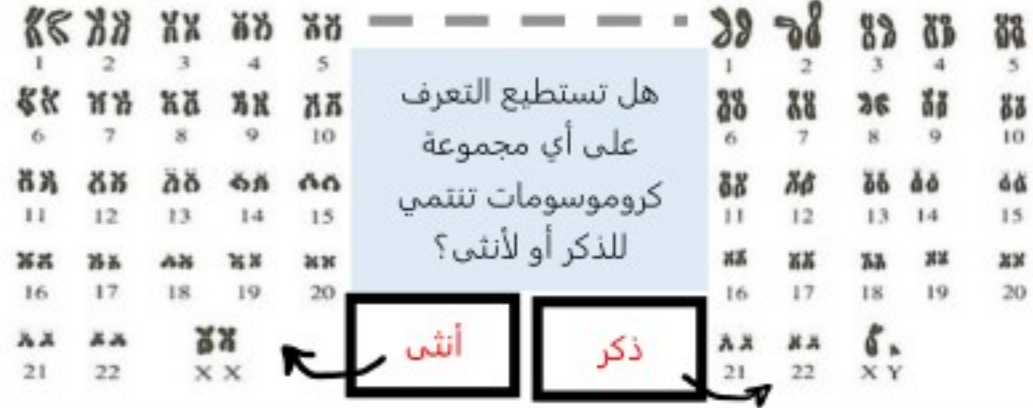 1 2 3 4 5
6 7 8 9 10
11 12 13 14 15
16 17 18 19 20
21 22 X X
هل تستطيع التعرف
على أي مجموعة
كروموسومات تنتمي
للذكر أو لأنثى؟
أنثى
ذكر
1 2 3 4 5
6 7 8 9 10
11 12 13 14 15
16 17 18 19 20
21 22 X Y